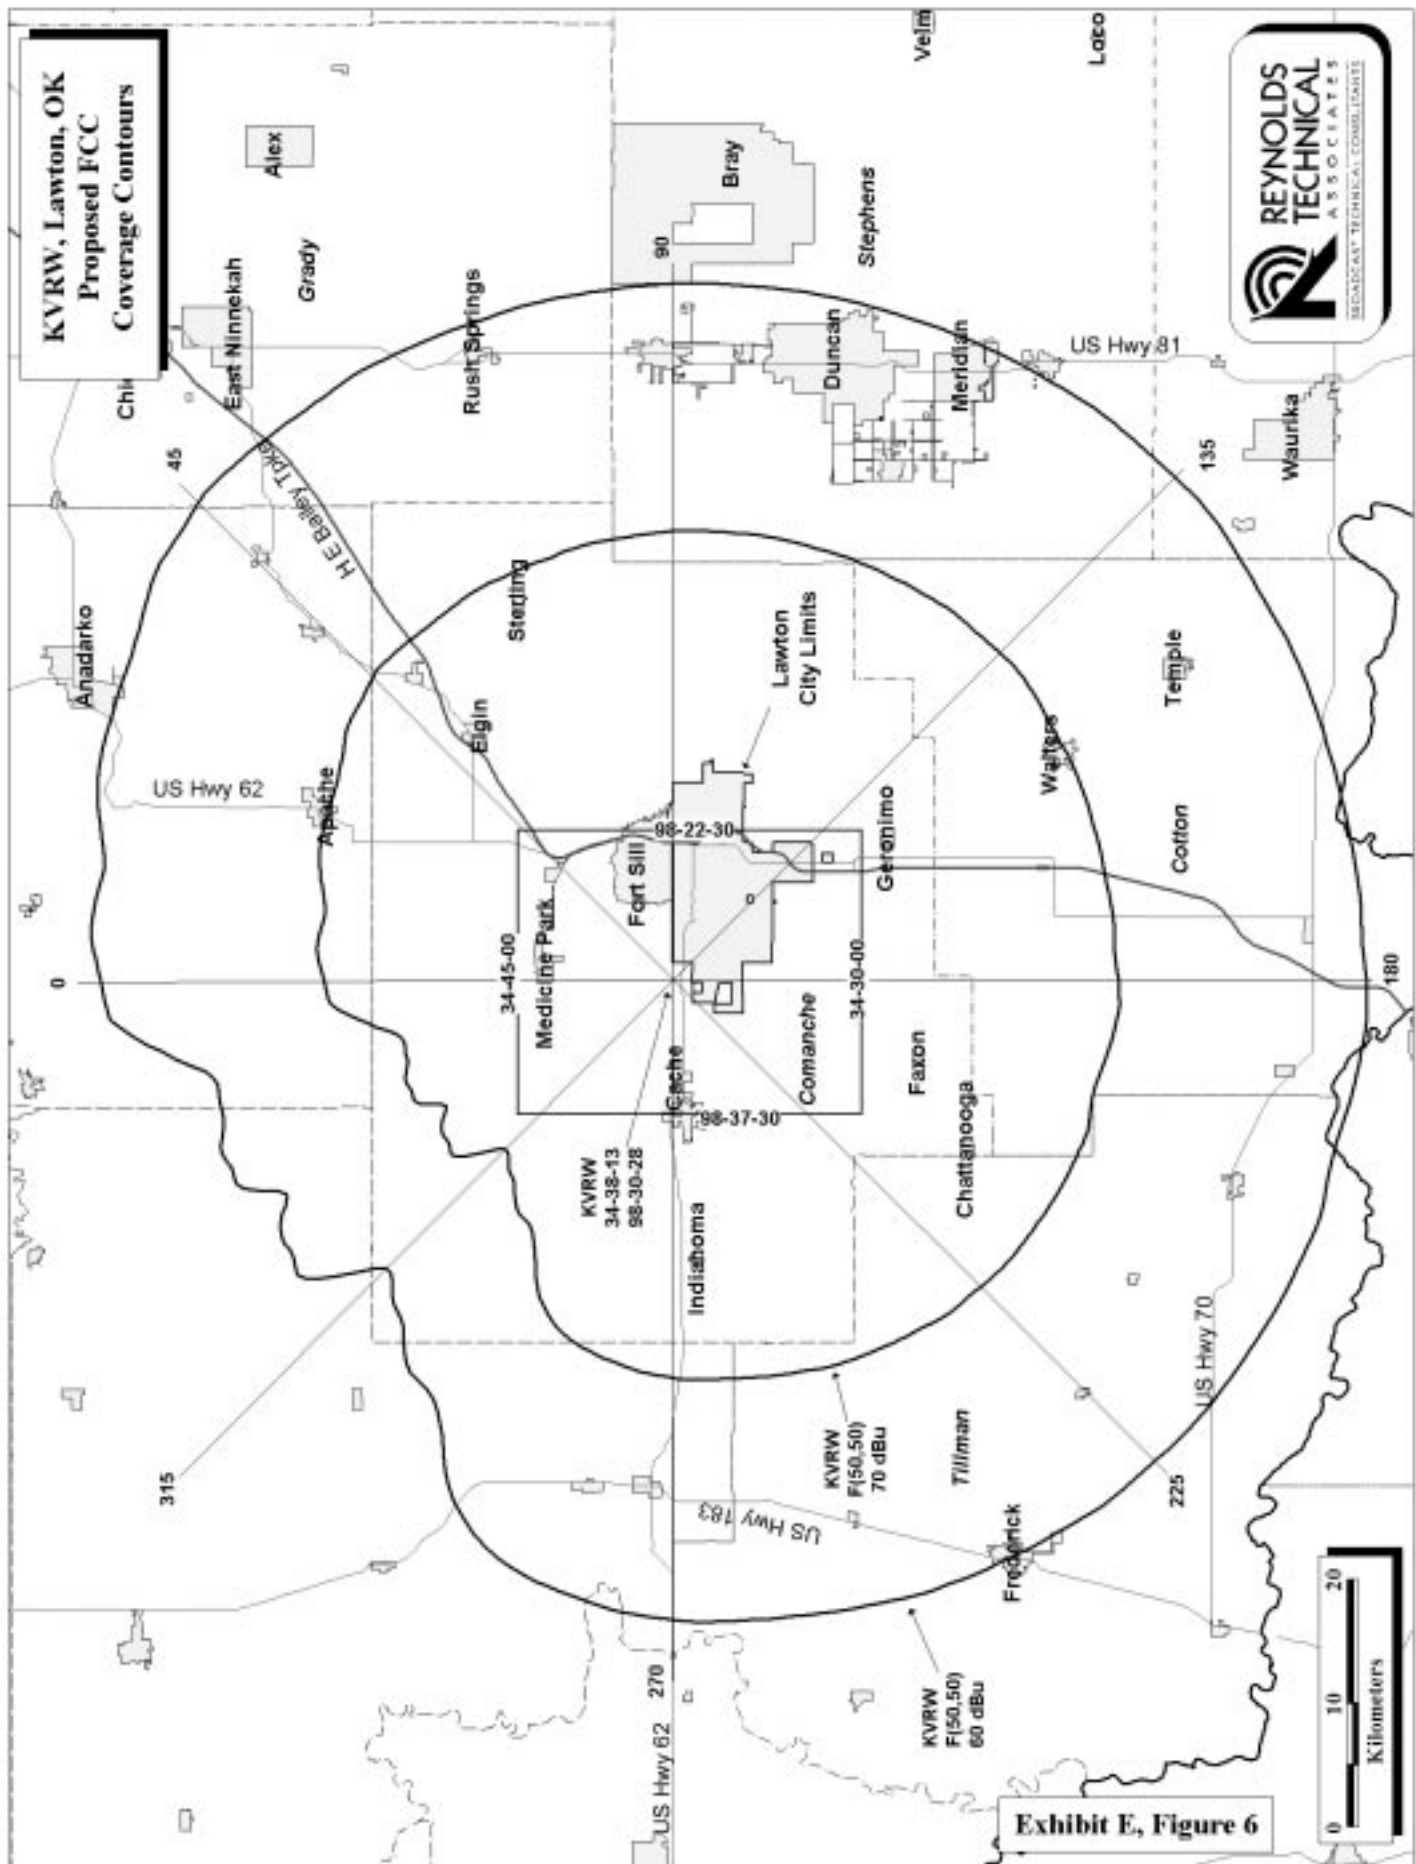 KVRW, Lawton, OK
Proposed FCC
Coverage Contours
REYNOLDS
TECHNICAL
ASSOCIATES
BROADCAST TECHNICAL CONSULTANTS
Velm
Loco
Alex
Bray
Grady
Stephens
East Ninnekah
Rush Springs
Chi
90
Duncan
Meridian
US Hwy 81
45
135
Waurika
H E Bailey Tpke
Sterling
Anadarko
Lawton
City Limits
Temple
Elgin
US Hwy 62
Apache
Walters
Geronimo
Cotton
98-22-30
Fort Sill
Medicine Park
34-45-00
34-30-00
0
180
Cache
Comanche
Faxon
98-37-30
Chattanooga
KVRW
34-38-13
98-30-28
Indiahoma
US Hwy 70
315
KVRW
F(50,50)
70 dBu
Tillman
225
US Hwy 183
Frederick
270
KVRW
F(50,50)
60 dBu
US Hwy 62
Exhibit E, Figure 6
0 10 20
Kilometers